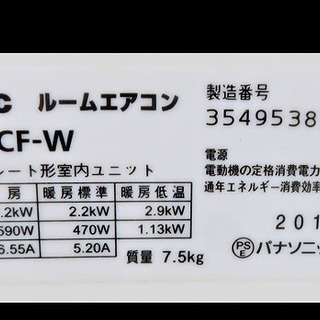 C ルームエアコン
製造番号
CF-W
3549538
レート形室内ユニット
電源
電動機の定格消費電力
通年エネルギー消費効
房 暖房標準 暖房低温
.2kW 2.2kW 2.9kW
590W 470W 1.13kW
6.55A 5.20A
201
質量 7.5kg
PSE パナソニッ